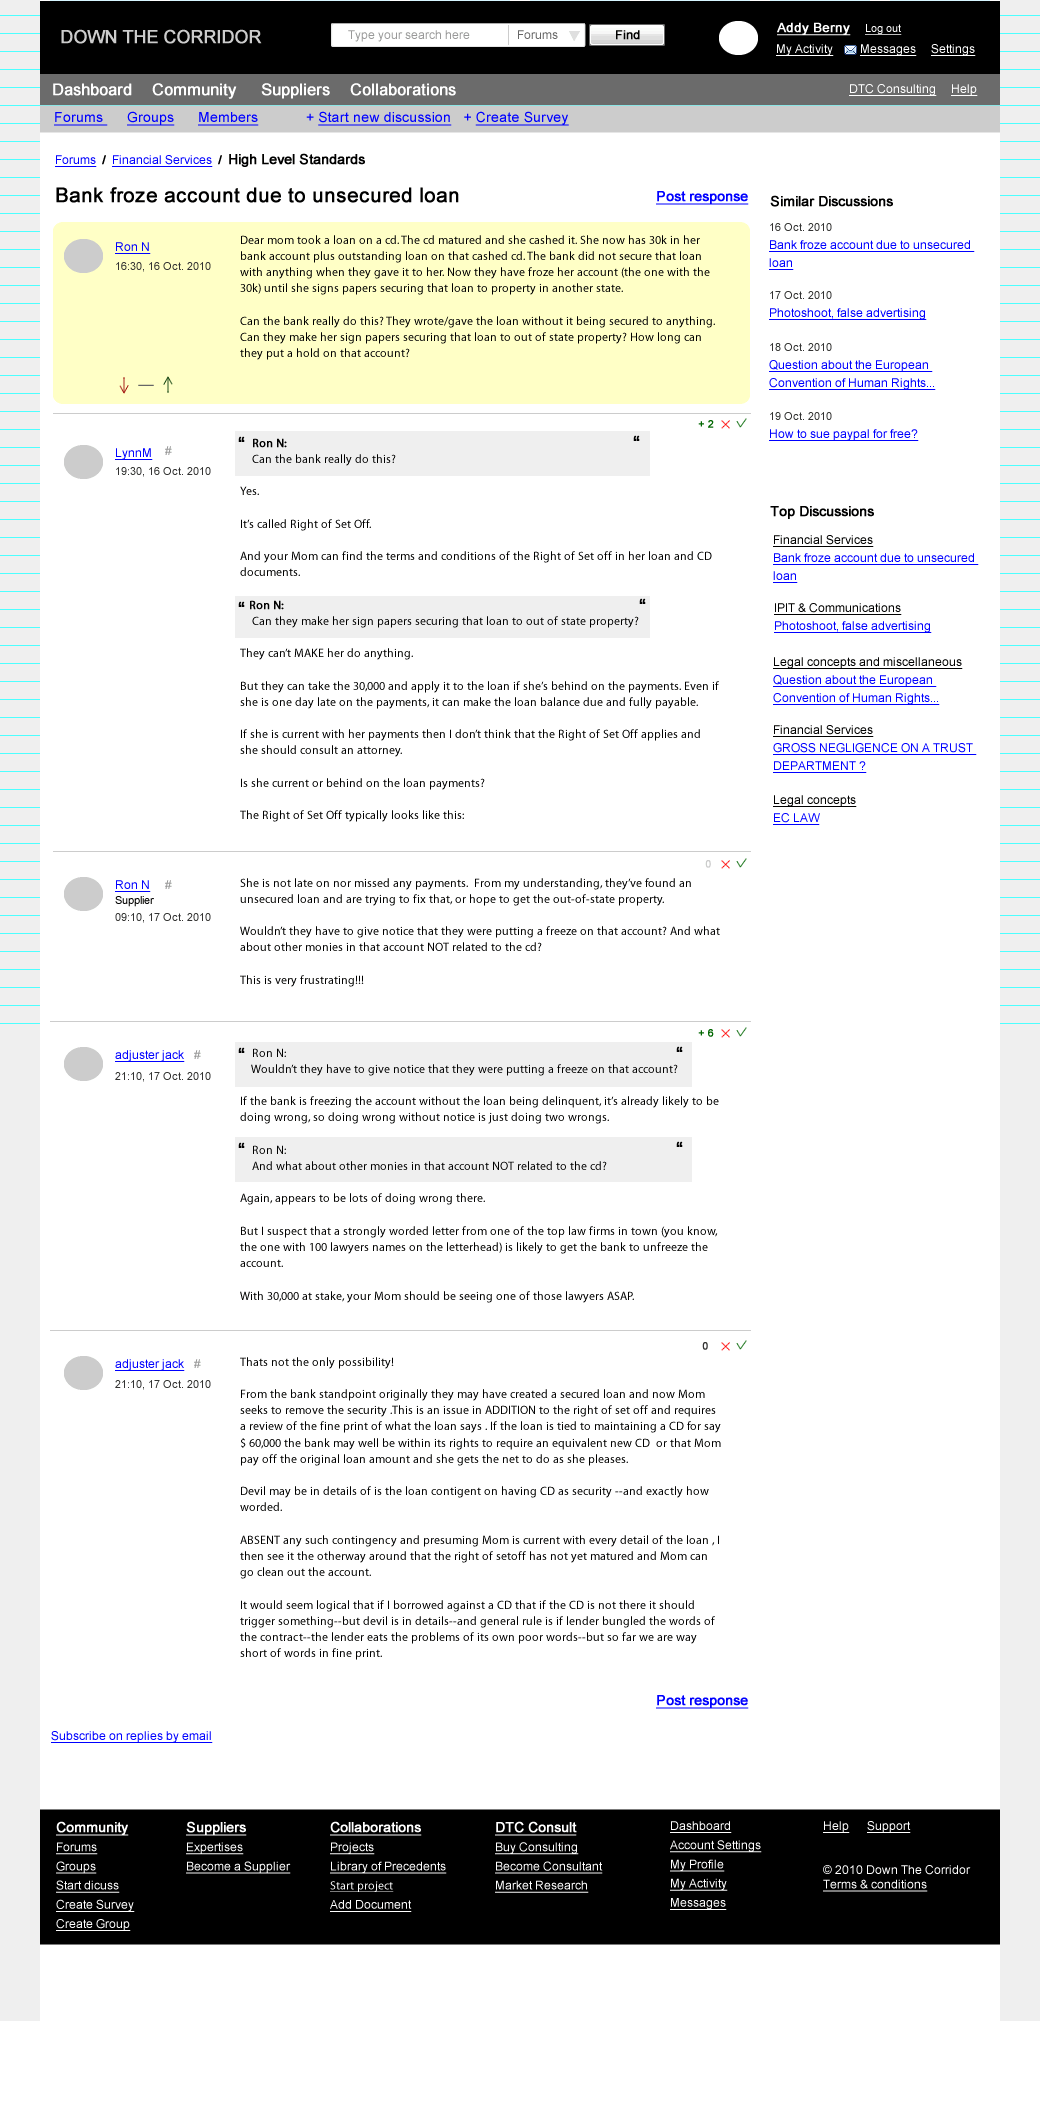 DOWN THE CORRIDOR
Type your search here
Forums
Find
Addy Berny
Log out
My Activity
Messages
Settings
Dashboard
Community
Suppliers
Collaborations
DTC Consulting
Help
Forums
Groups
Members
+ Start new discussion
+ Create Survey
Forums / Financial Services / High Level Standards
Bank froze account due to unsecured loan
Post response
Ron N
16:30, 16 Oct. 2010
Dear mom took a loan on a cd. The cd matured and she cashed it. She now has 30k in her
bank account plus outstanding loan on that cashed cd. The bank did not secure that loan
with anything when they gave it to her. Now they have froze her account (the one with the
30k) until she signs papers securing that loan to property in another state.
Can the bank really do this? They wrote/gave the loan without it being secured to anything.
Can they make her sign papers securing that loan to out of state property? How long can
they put a hold on that account?
+ 2
LynnM #
19:30, 16 Oct. 2010
“ Ron N: “
Can the bank really do this?
Yes.
It’s called Right of Set Off.
And your Mom can find the terms and conditions of the Right of Set off in her loan and CD
documents.
“ Ron N: “
Can they make her sign papers securing that loan to out of state property?
They can’t MAKE her do anything.
But they can take the 30,000 and apply it to the loan if she’s behind on the payments. Even if
she is one day late on the payments, it can make the loan balance due and fully payable.
If she is current with her payments then I don’t think that the Right of Set Off applies and
she should consult an attorney.
Is she current or behind on the loan payments?
The Right of Set Off typically looks like this:
0
Ron N #
Supplier
09:10, 17 Oct. 2010
She is not late on nor missed any payments.  From my understanding, they’ve found an
unsecured loan and are trying to fix that, or hope to get the out-of-state property.
Wouldn’t they have to give notice that they were putting a freeze on that account? And what
about other monies in that account NOT related to the cd?
This is very frustrating!!!
+ 6
adjuster jack #
21:10, 17 Oct. 2010
“ Ron N: “
Wouldn’t they have to give notice that they were putting a freeze on that account?
If the bank is freezing the account without the loan being delinquent, it’s already likely to be
doing wrong, so doing wrong without notice is just doing two wrongs.
“ Ron N: “
And what about other monies in that account NOT related to the cd?
Again, appears to be lots of doing wrong there.
But I suspect that a strongly worded letter from one of the top law firms in town (you know,
the one with 100 lawyers names on the letterhead) is likely to get the bank to unfreeze the
account.
With 30,000 at stake, your Mom should be seeing one of those lawyers ASAP.
0
adjuster jack #
21:10, 17 Oct. 2010
Thats not the only possibility!
From the bank standpoint originally they may have created a secured loan and now Mom
seeks to remove the security .This is an issue in ADDITION to the right of set off and requires
a review of the fine print of what the loan says . If the loan is tied to maintaining a CD for say
$ 60,000 the bank may well be within its rights to require an equivalent new CD  or that Mom
pay off the original loan amount and she gets the net to do as she pleases.
Devil may be in details of is the loan contigent on having CD as security --and exactly how
worded.
ABSENT any such contingency and presuming Mom is current with every detail of the loan , I
then see it the otherway around that the right of setoff has not yet matured and Mom can
go clean out the account.
It would seem logical that if I borrowed against a CD that if the CD is not there it should
trigger something--but devil is in details--and general rule is if lender bungled the words of
the contract--the lender eats the problems of its own poor words--but so far we are way
short of words in fine print.
Post response
Subscribe on replies by email
Similar Discussions
16 Oct. 2010
Bank froze account due to unsecured
loan
17 Oct. 2010
Photoshoot, false advertising
18 Oct. 2010
Question about the European
Convention of Human Rights...
19 Oct. 2010
How to sue paypal for free?
Top Discussions
Financial Services
Bank froze account due to unsecured
loan
IPIT & Communications
Photoshoot, false advertising
Legal concepts and miscellaneous
Question about the European
Convention of Human Rights...
Financial Services
GROSS NEGLIGENCE ON A TRUST
DEPARTMENT ?
Legal concepts
EC LAW
Community
Forums
Groups
Start dicuss
Create Survey
Create Group
Suppliers
Expertises
Become a Supplier
Collaborations
Projects
Library of Precedents
Start project
Add Document
DTC Consult
Buy Consulting
Become Consultant
Market Research
Dashboard
Account Settings
My Profile
My Activity
Messages
Help
Support
© 2010 Down The Corridor
Terms & conditions